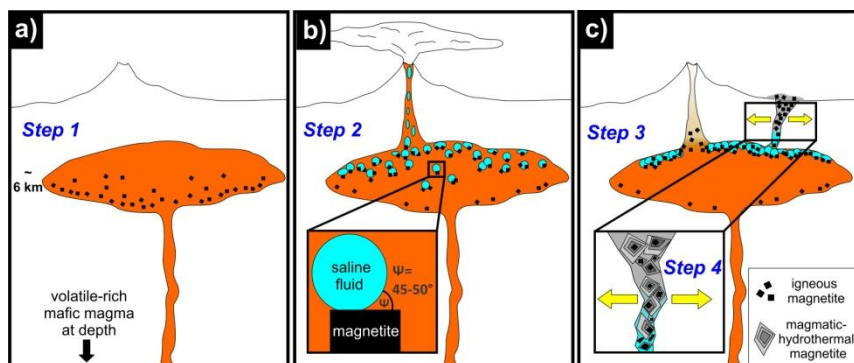 a)
Step 1
~
6 km
volatile-rich
mafic magma
at depth
b)
Step 2
saline
fluid
Ψ=
45-50°
Ψ
magnetite
c)
Step 3
Step 4
igneous
magnetite
magmatic-
hydrothermal
magnetite